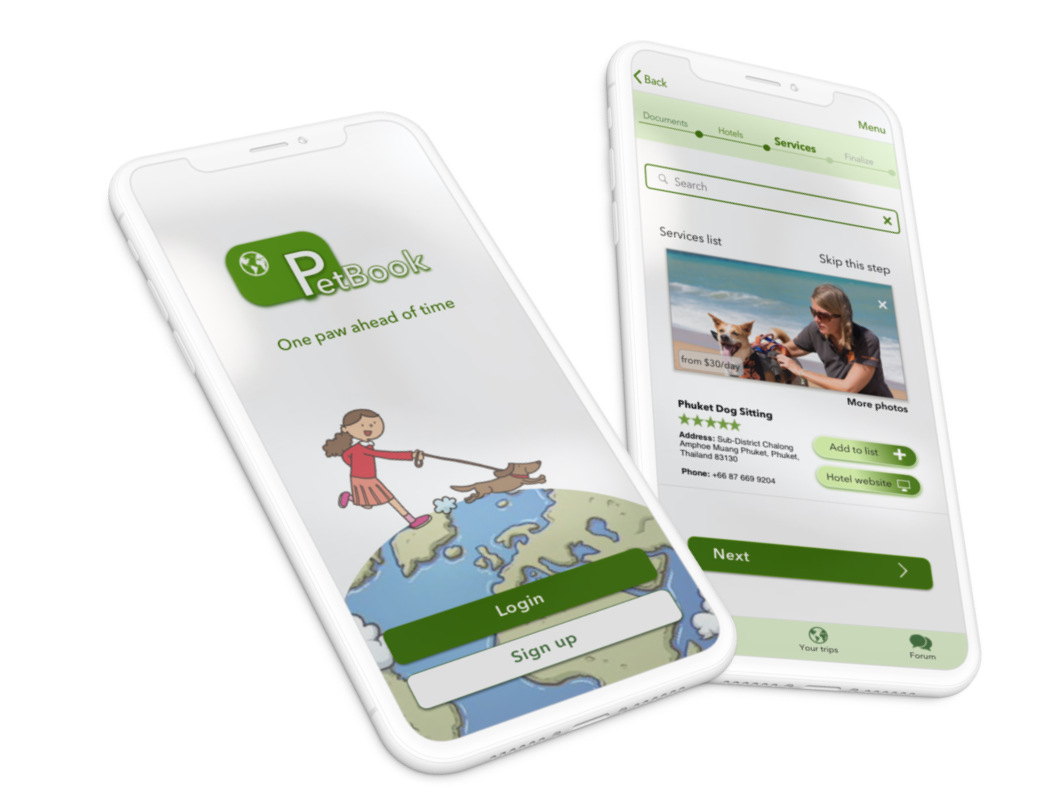 PetBook
One paw ahead of time
Login
Sign up
Back
Menu
Documents
Hotels
Services
Finalize
Search
Services list
Skip this step
from $30/day
More photos
Phuket Dog Sitting
Address: Sub-District Chalong
Amphoe Muang Phuket, Phuket,
Thailand 83130
Phone: +66 87 669 9204
Add to list
Hotel website
Next
Your trips
Forum